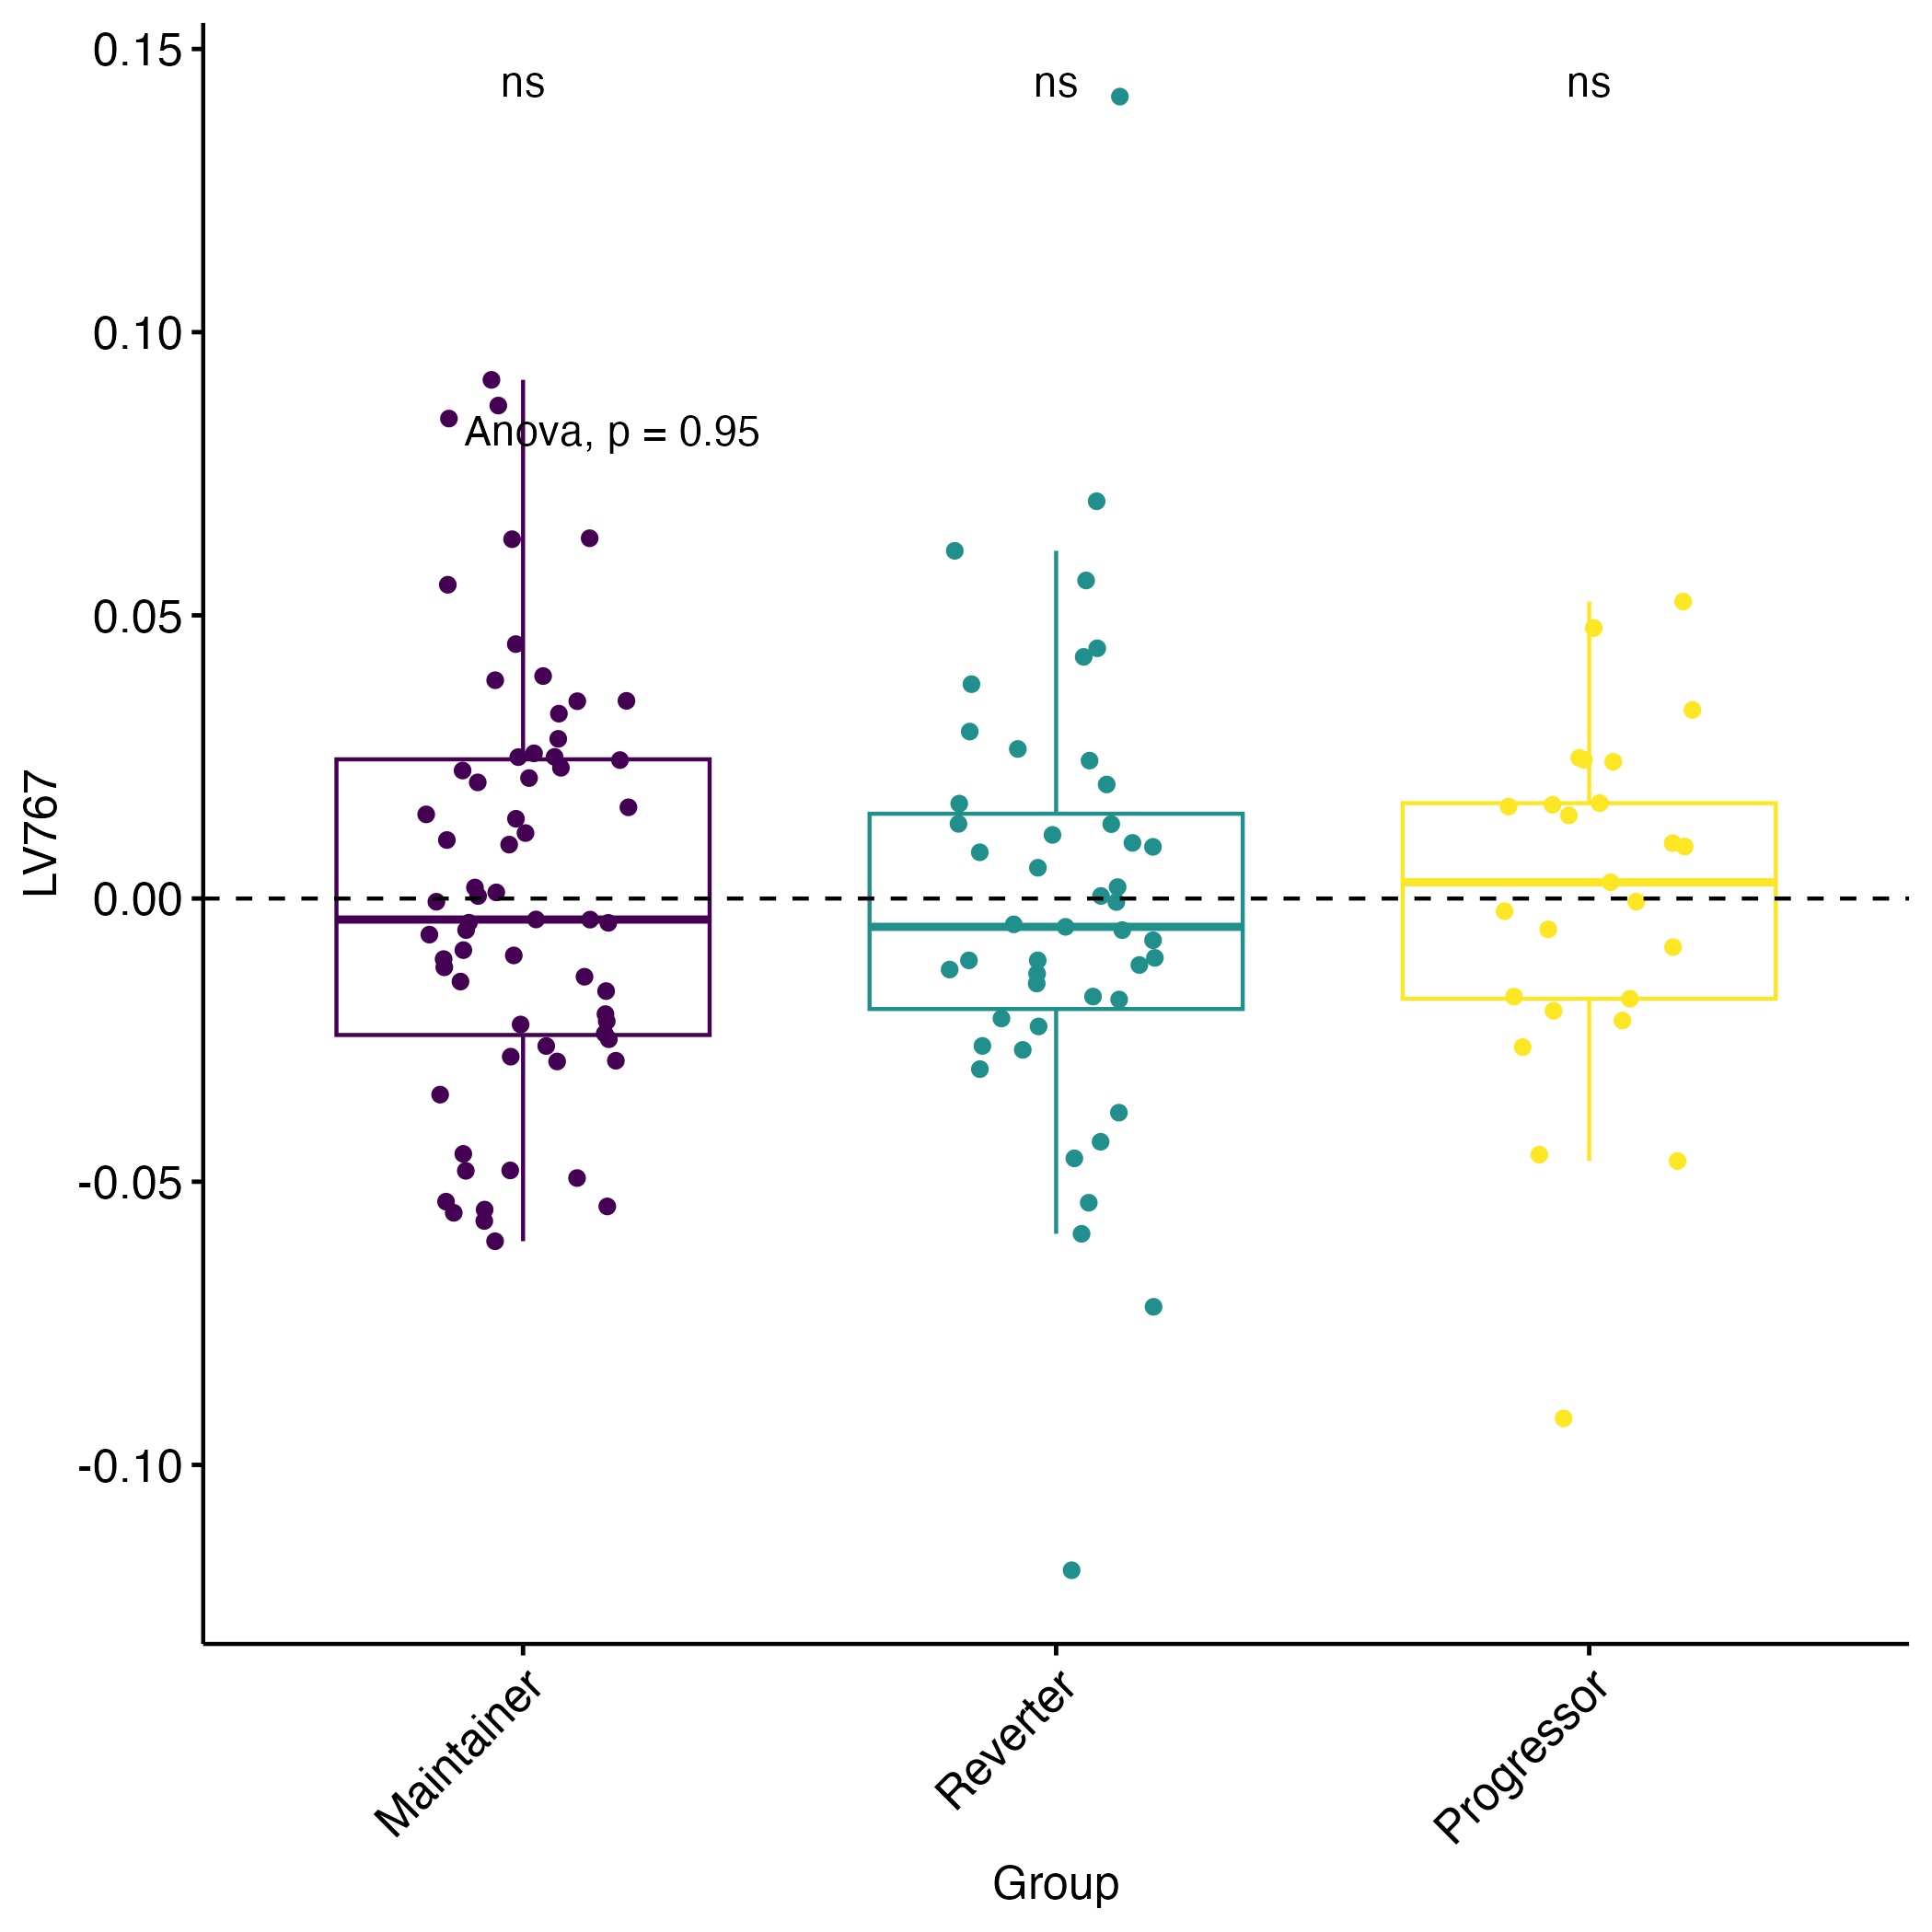 0.15
ns
ns
ns
0.10
Anova, p = 0.95
0.05
LV767
0.00
-0.05
-0.10
Maintainer
Reverter
Progressor
Group